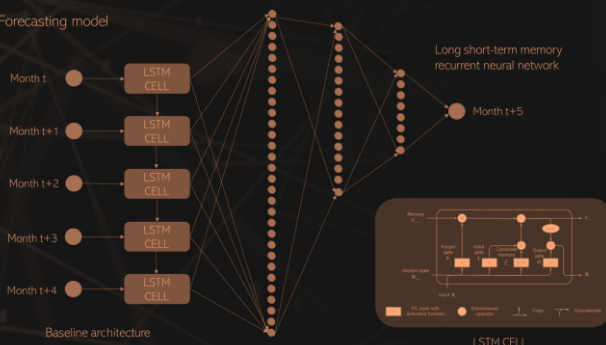 Forecasting model
Long short-term memory
recurrent neural network
Month t
LSTM
CELL
Month t+1
LSTM
CELL
Month t+2
LSTM
CELL
Month t+3
LSTM
CELL
Month t+4
LSTM
CELL
Month t+5
Baseline architecture
Memory
Forget
gate
Input
gate
Candidate
memory
Output
gate
Hidden state
Input
FC layer with
activation function
Elementwise
operator
Copy
Concatenate
LSTM CELL